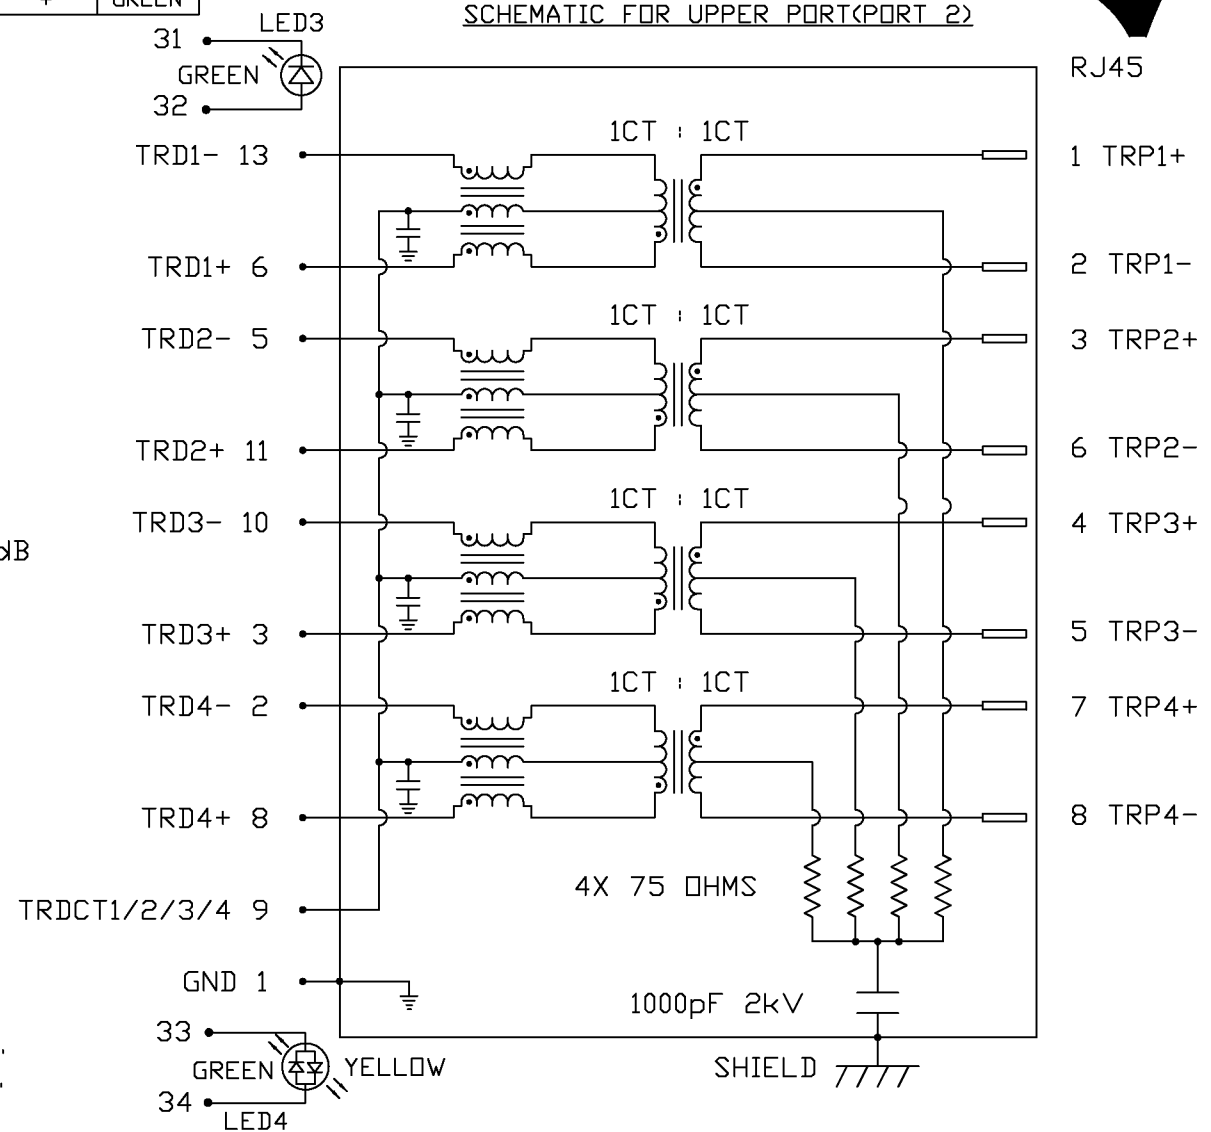 GREEN
SCHEMATIC FOR UPPER PORT(PORT 2)
LED3
31
GREEN
32
RJ45
1CT : 1CT
TRD1- 13
1 TRP1+
TRD1+ 6
2 TRP1-
1CT : 1CT
TRD2- 5
3 TRP2+
TRD2+ 11
6 TRP2-
1CT : 1CT
TRD3- 10
4 TRP3+
dB
TRD3+ 3
5 TRP3-
1CT : 1CT
TRD4- 2
7 TRP4+
TRD4+ 8
8 TRP4-
4X 75 OHMS
TRDCT1/2/3/4 9
GND 1
1000pF 2kV
33
GREEN
YELLOW
SHIELD
34
LED4